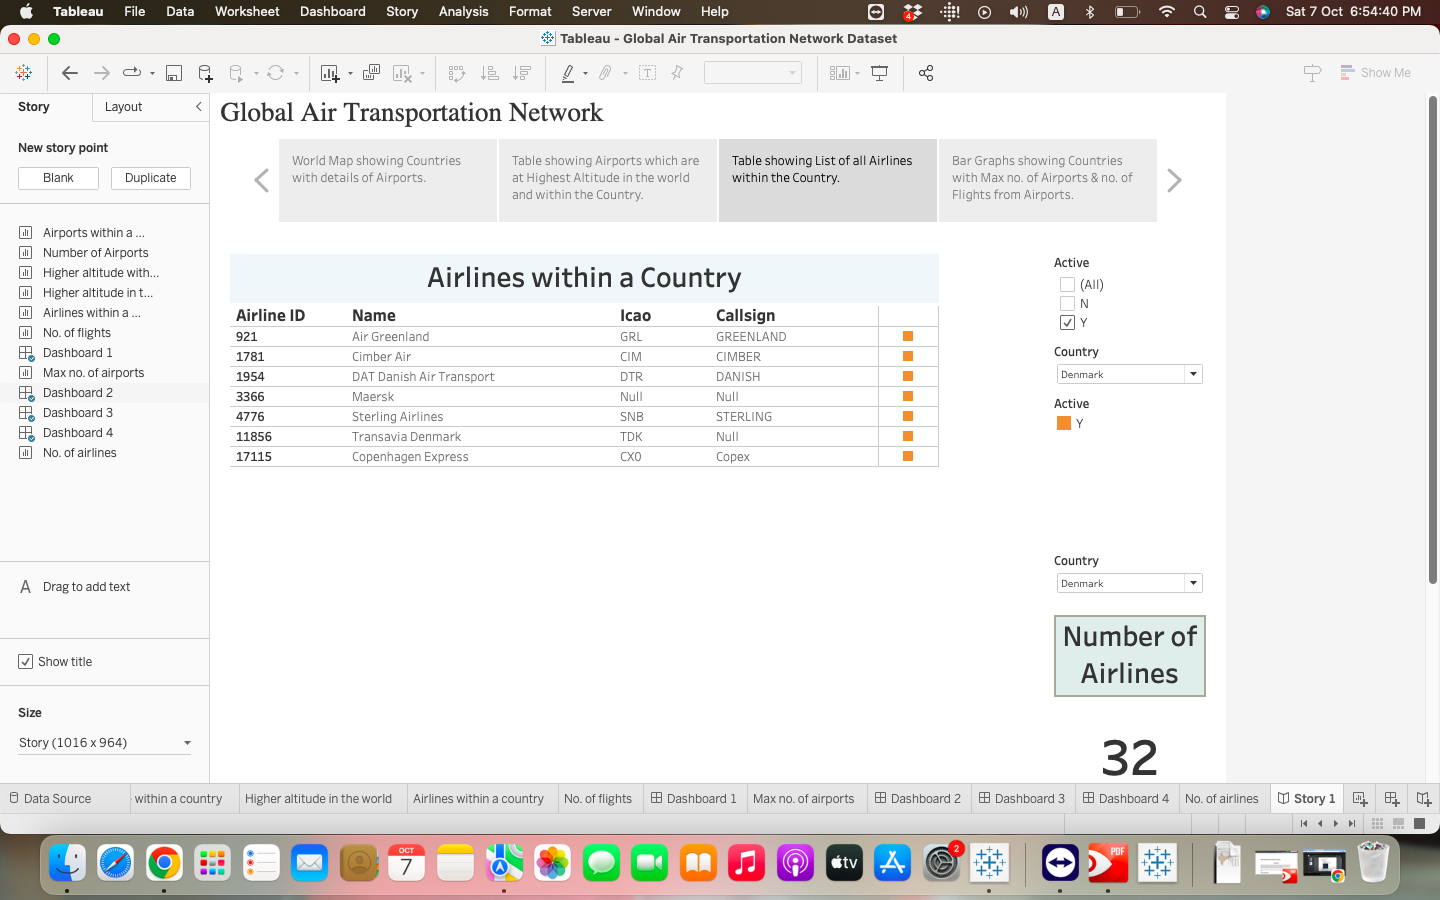 Tableau File Data Worksheet Dashboard Story Analysis Format Server Window Help
4
A
Sat 7 Oct 6:54:40 PM
Tableau - Global Air Transportation Network Dataset
Show Me
Story
Layout
New story point
Blank
Duplicate
Airports within a ...
Number of Airports
Higher altitude with...
Higher altitude in t...
Airlines within a ...
No. of flights
Dashboard 1
Max no. of airports
Dashboard 2
Dashboard 3
Dashboard 4
No. of airlines
A Drag to add text
Show title
Size
Story (1016 x 964)
Global Air Transportation Network
World Map showing Countries
with details of Airports.
Table showing Airports which are
at Highest Altitude in the world
and within the Country.
Table showing List of all Airlines
within the Country.
Bar Graphs showing Countries
with Max no. of Airports & no. of
Flights from Airports.
Airlines within a Country
Airline ID Name Icao Callsign
921 Air Greenland GRL GREENLAND
1781 Cimber Air CIM CIMBER
1954 DAT Danish Air Transport DTR DANISH
3366 Maersk Null Null
4776 Sterling Airlines SNB STERLING
11856 Transavia Denmark TDK Null
17115 Copenhagen Express CX0 Copex
Active
(All)
N
Y
Country
Denmark
Active
Y
Country
Denmark
Number of
Airlines
32
Data Source within a country Higher altitude in the world Airlines within a country No. of flights Dashboard 1 Max no. of airports Dashboard 2 Dashboard 3 Dashboard 4 No. of airlines Story 1
OCT
7
tv
2
PDF